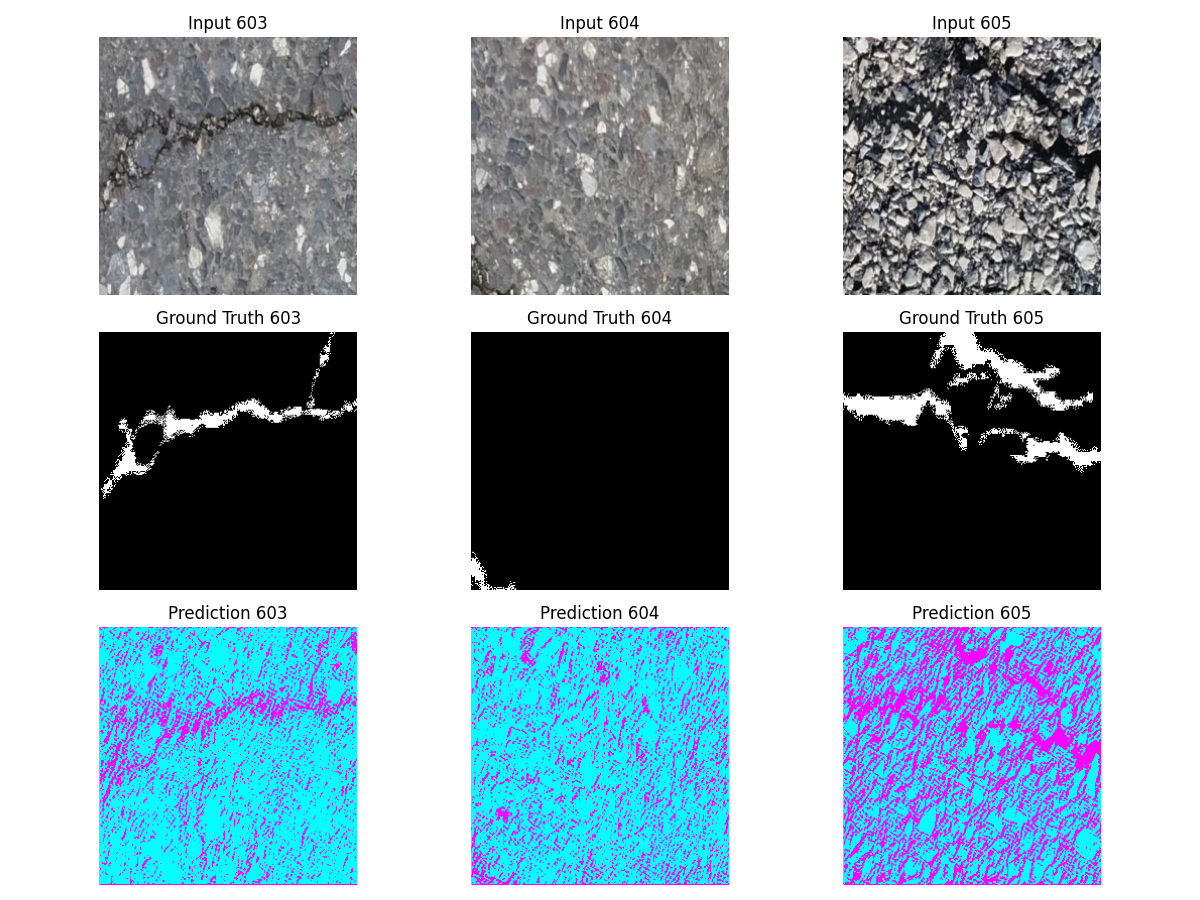 Input 603
Input 604
Input 605
Ground Truth 603
Ground Truth 604
Ground Truth 605
Prediction 603
Prediction 604
Prediction 605